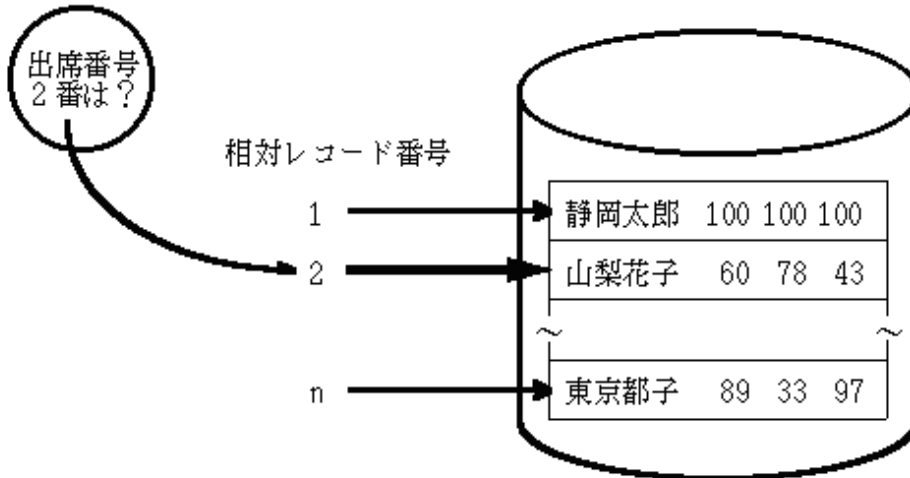 出席番号
2番は?
相対レコード番号
1 静岡太郎 100 100 100
2 山梨花子 60 78 43
~ ~
n 東京都子 89 33 97